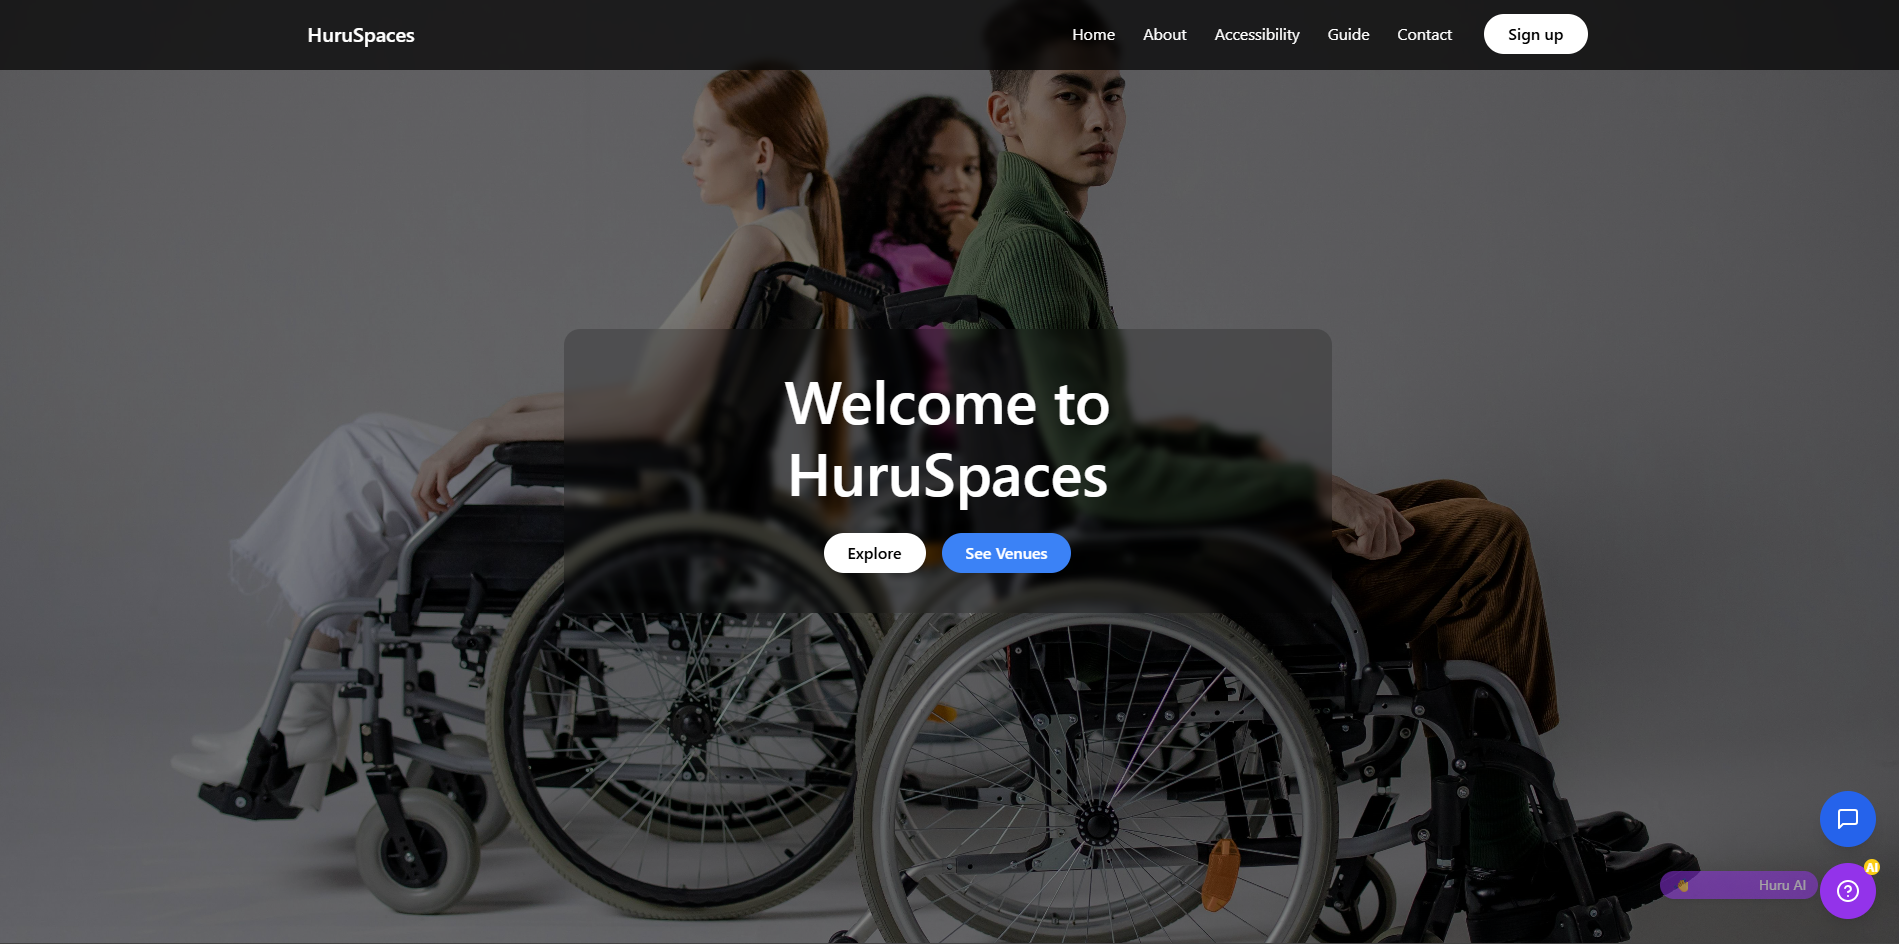 HuruSpaces
Home About Accessibility Guide Contact Sign up
Welcome to
HuruSpaces
Explore See Venues
AI
👋 Huru AI